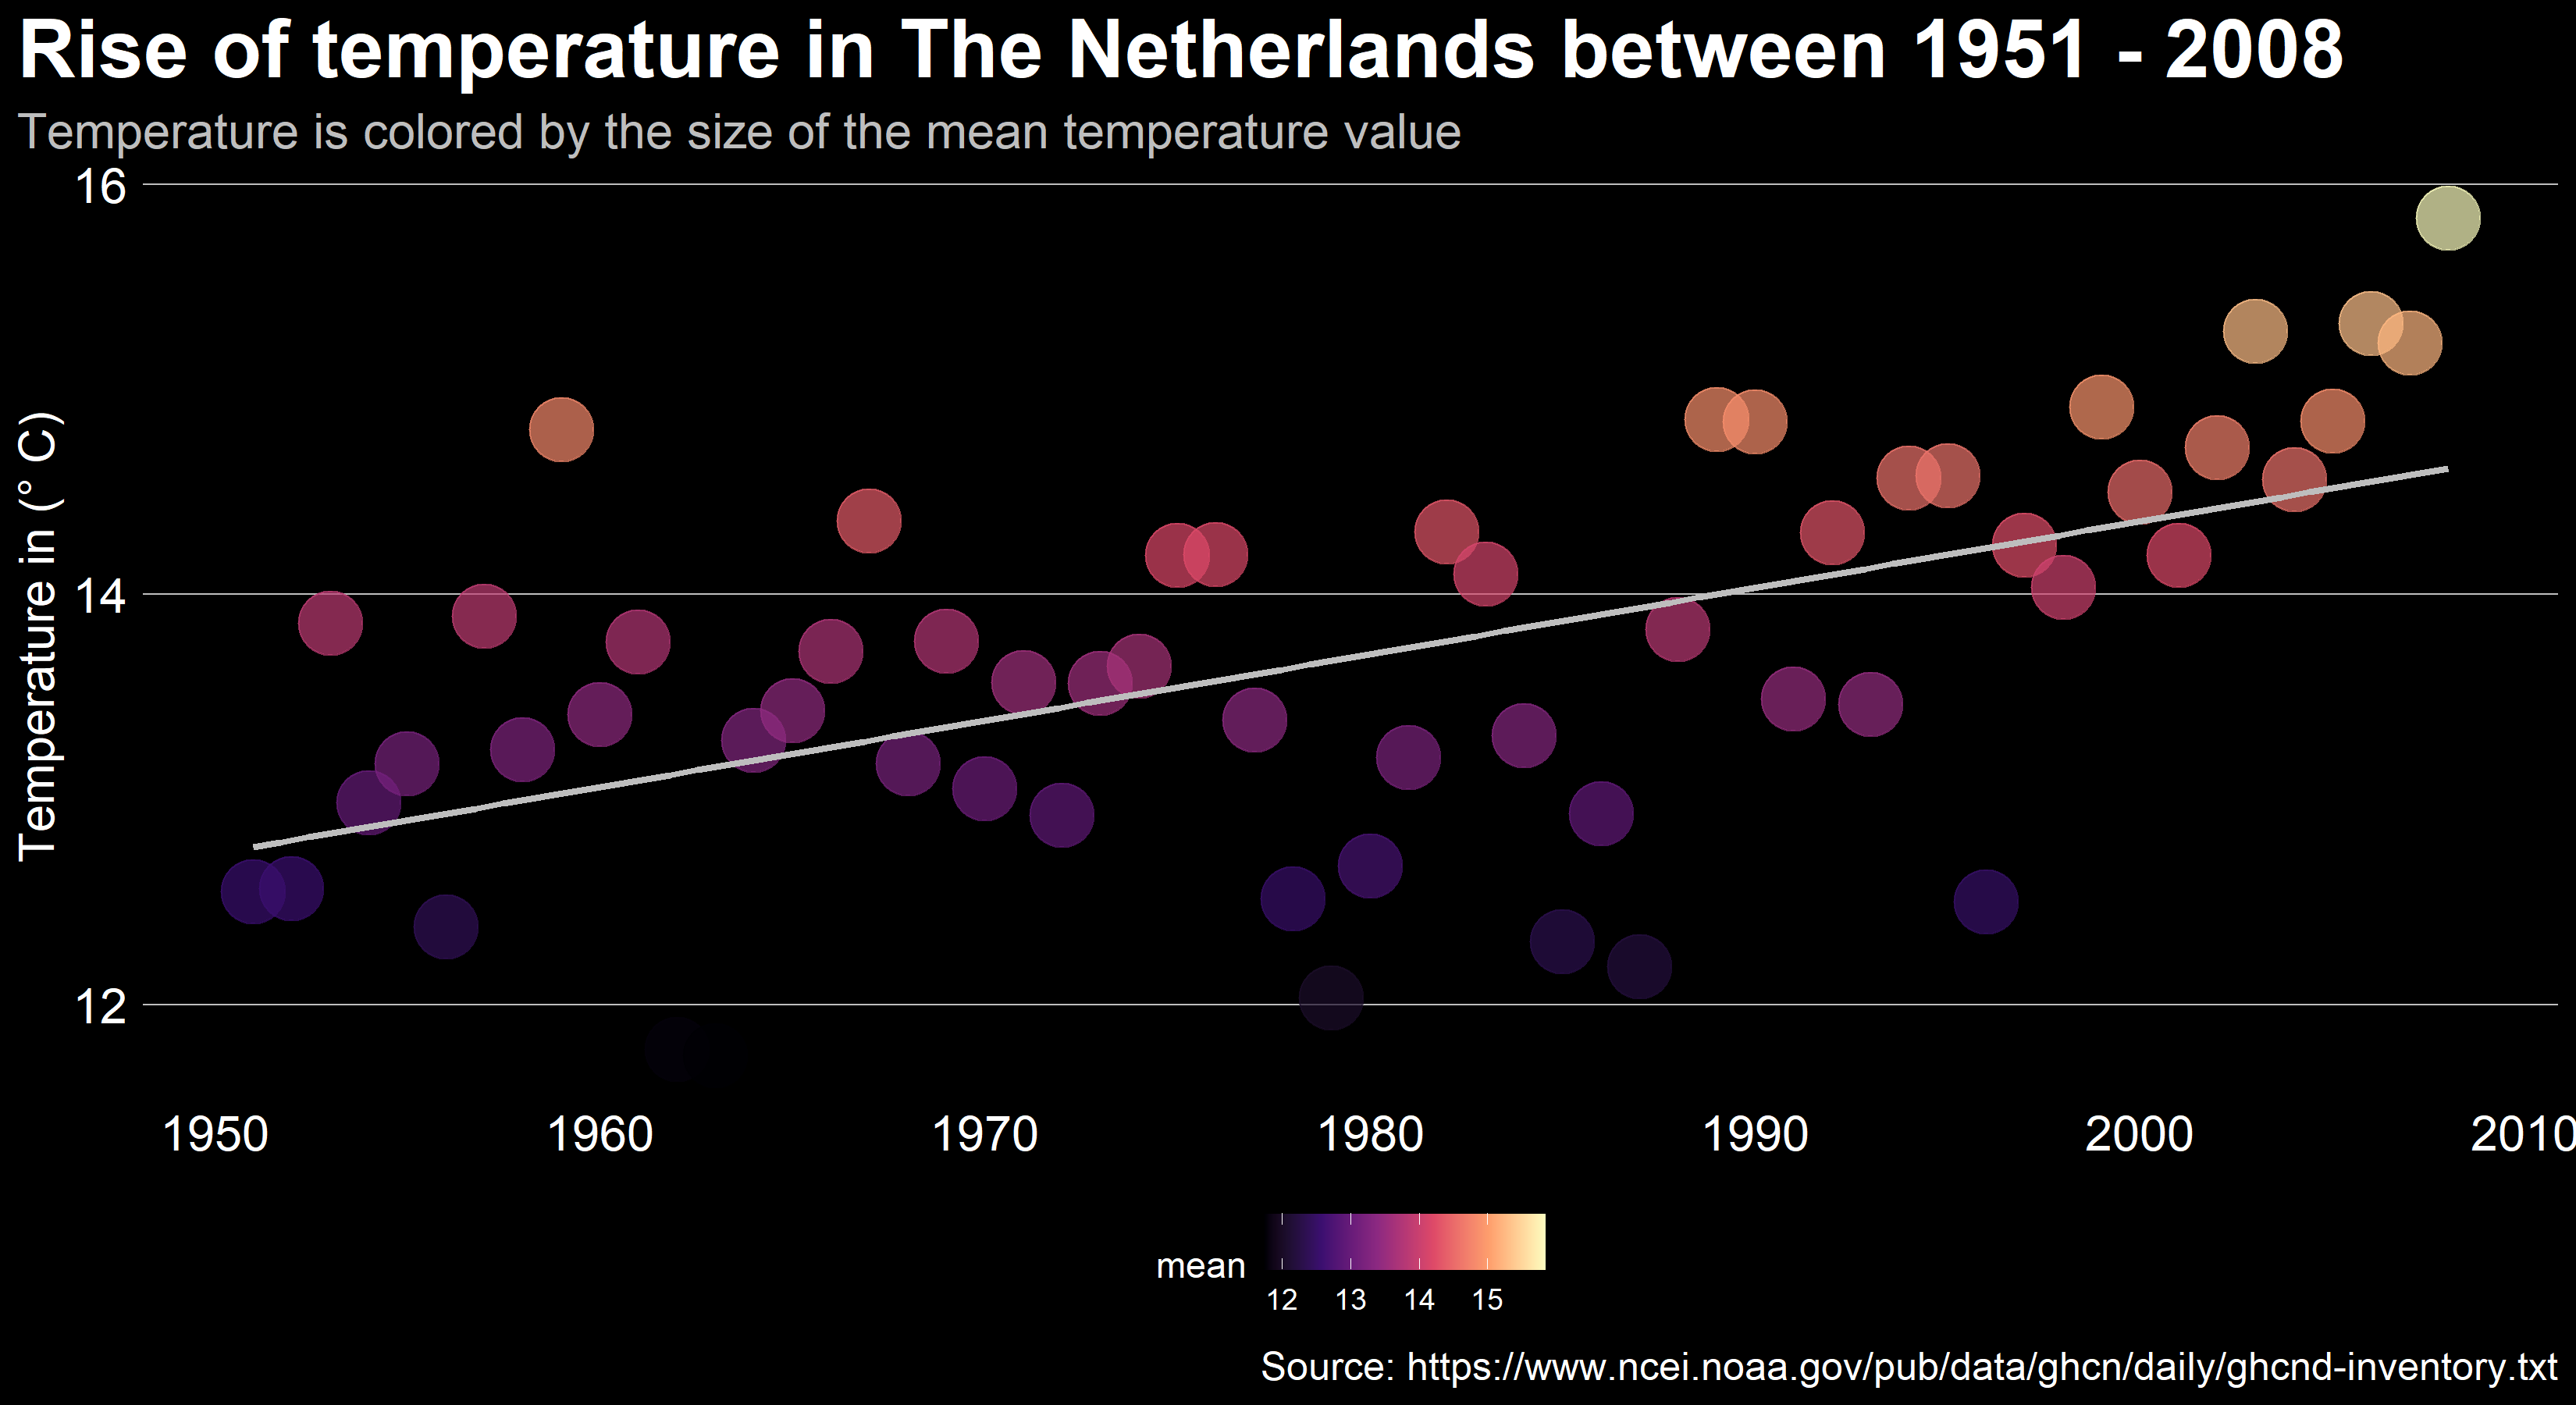 Rise of temperature in The Netherlands between 1951 - 2008
Temperature is colored by the size of the mean temperature value
16
14
12
Temperature in (° C)
1950 1960 1970 1980 1990 2000 2010
mean
12 13 14 15
Source: https://www.ncei.noaa.gov/pub/data/ghcn/daily/ghcnd-inventory.txt